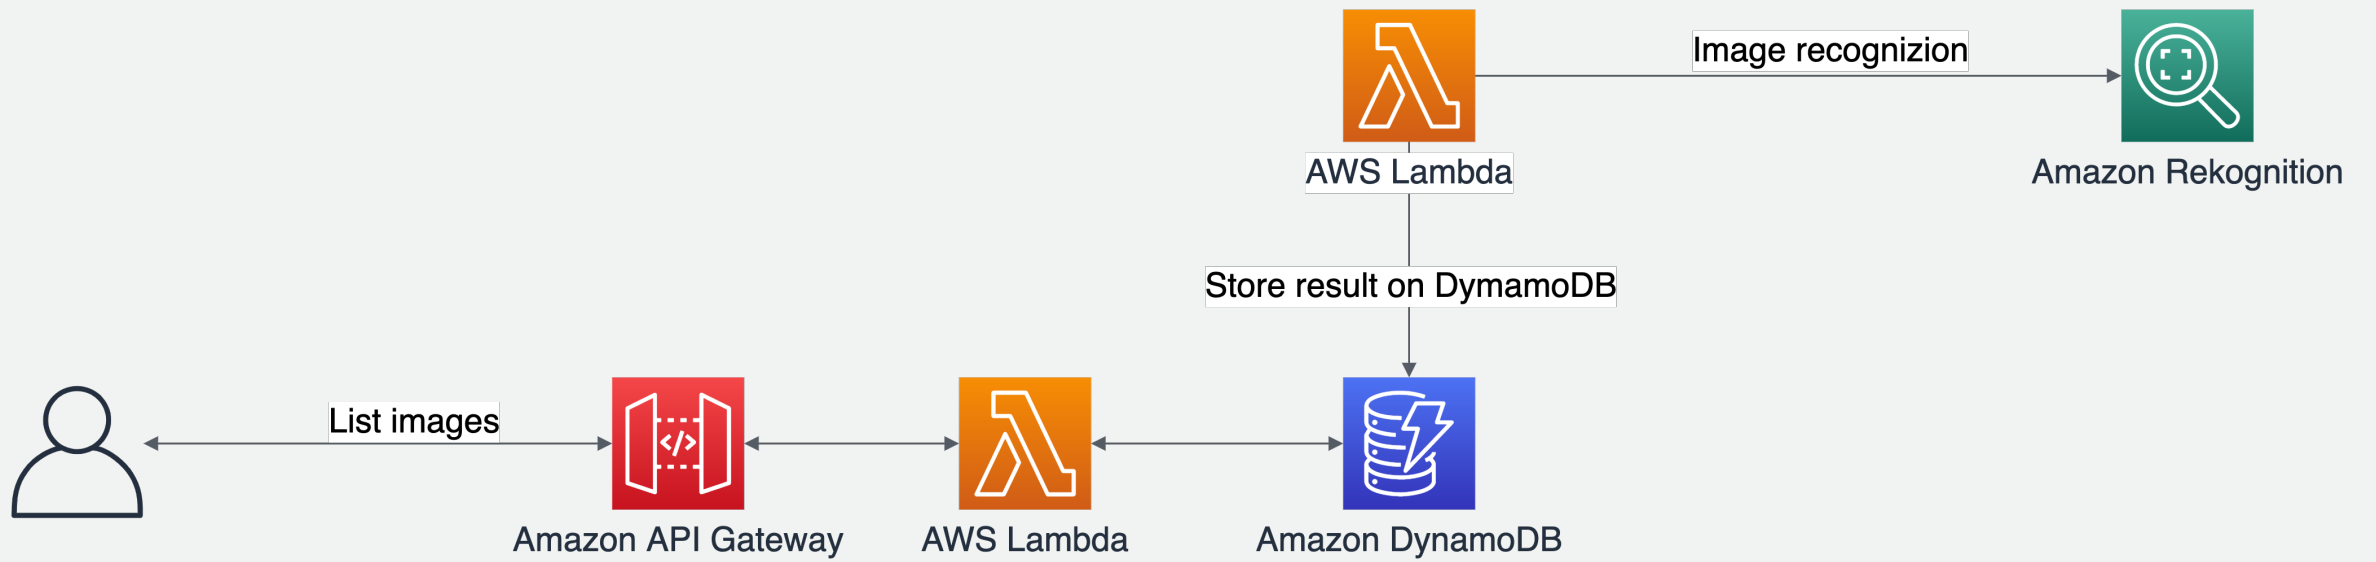 Image recognizion
AWS Lambda
Amazon Rekognition
Store result on DymamoDB
List images
</>
Amazon API Gateway
AWS Lambda
Amazon DynamoDB